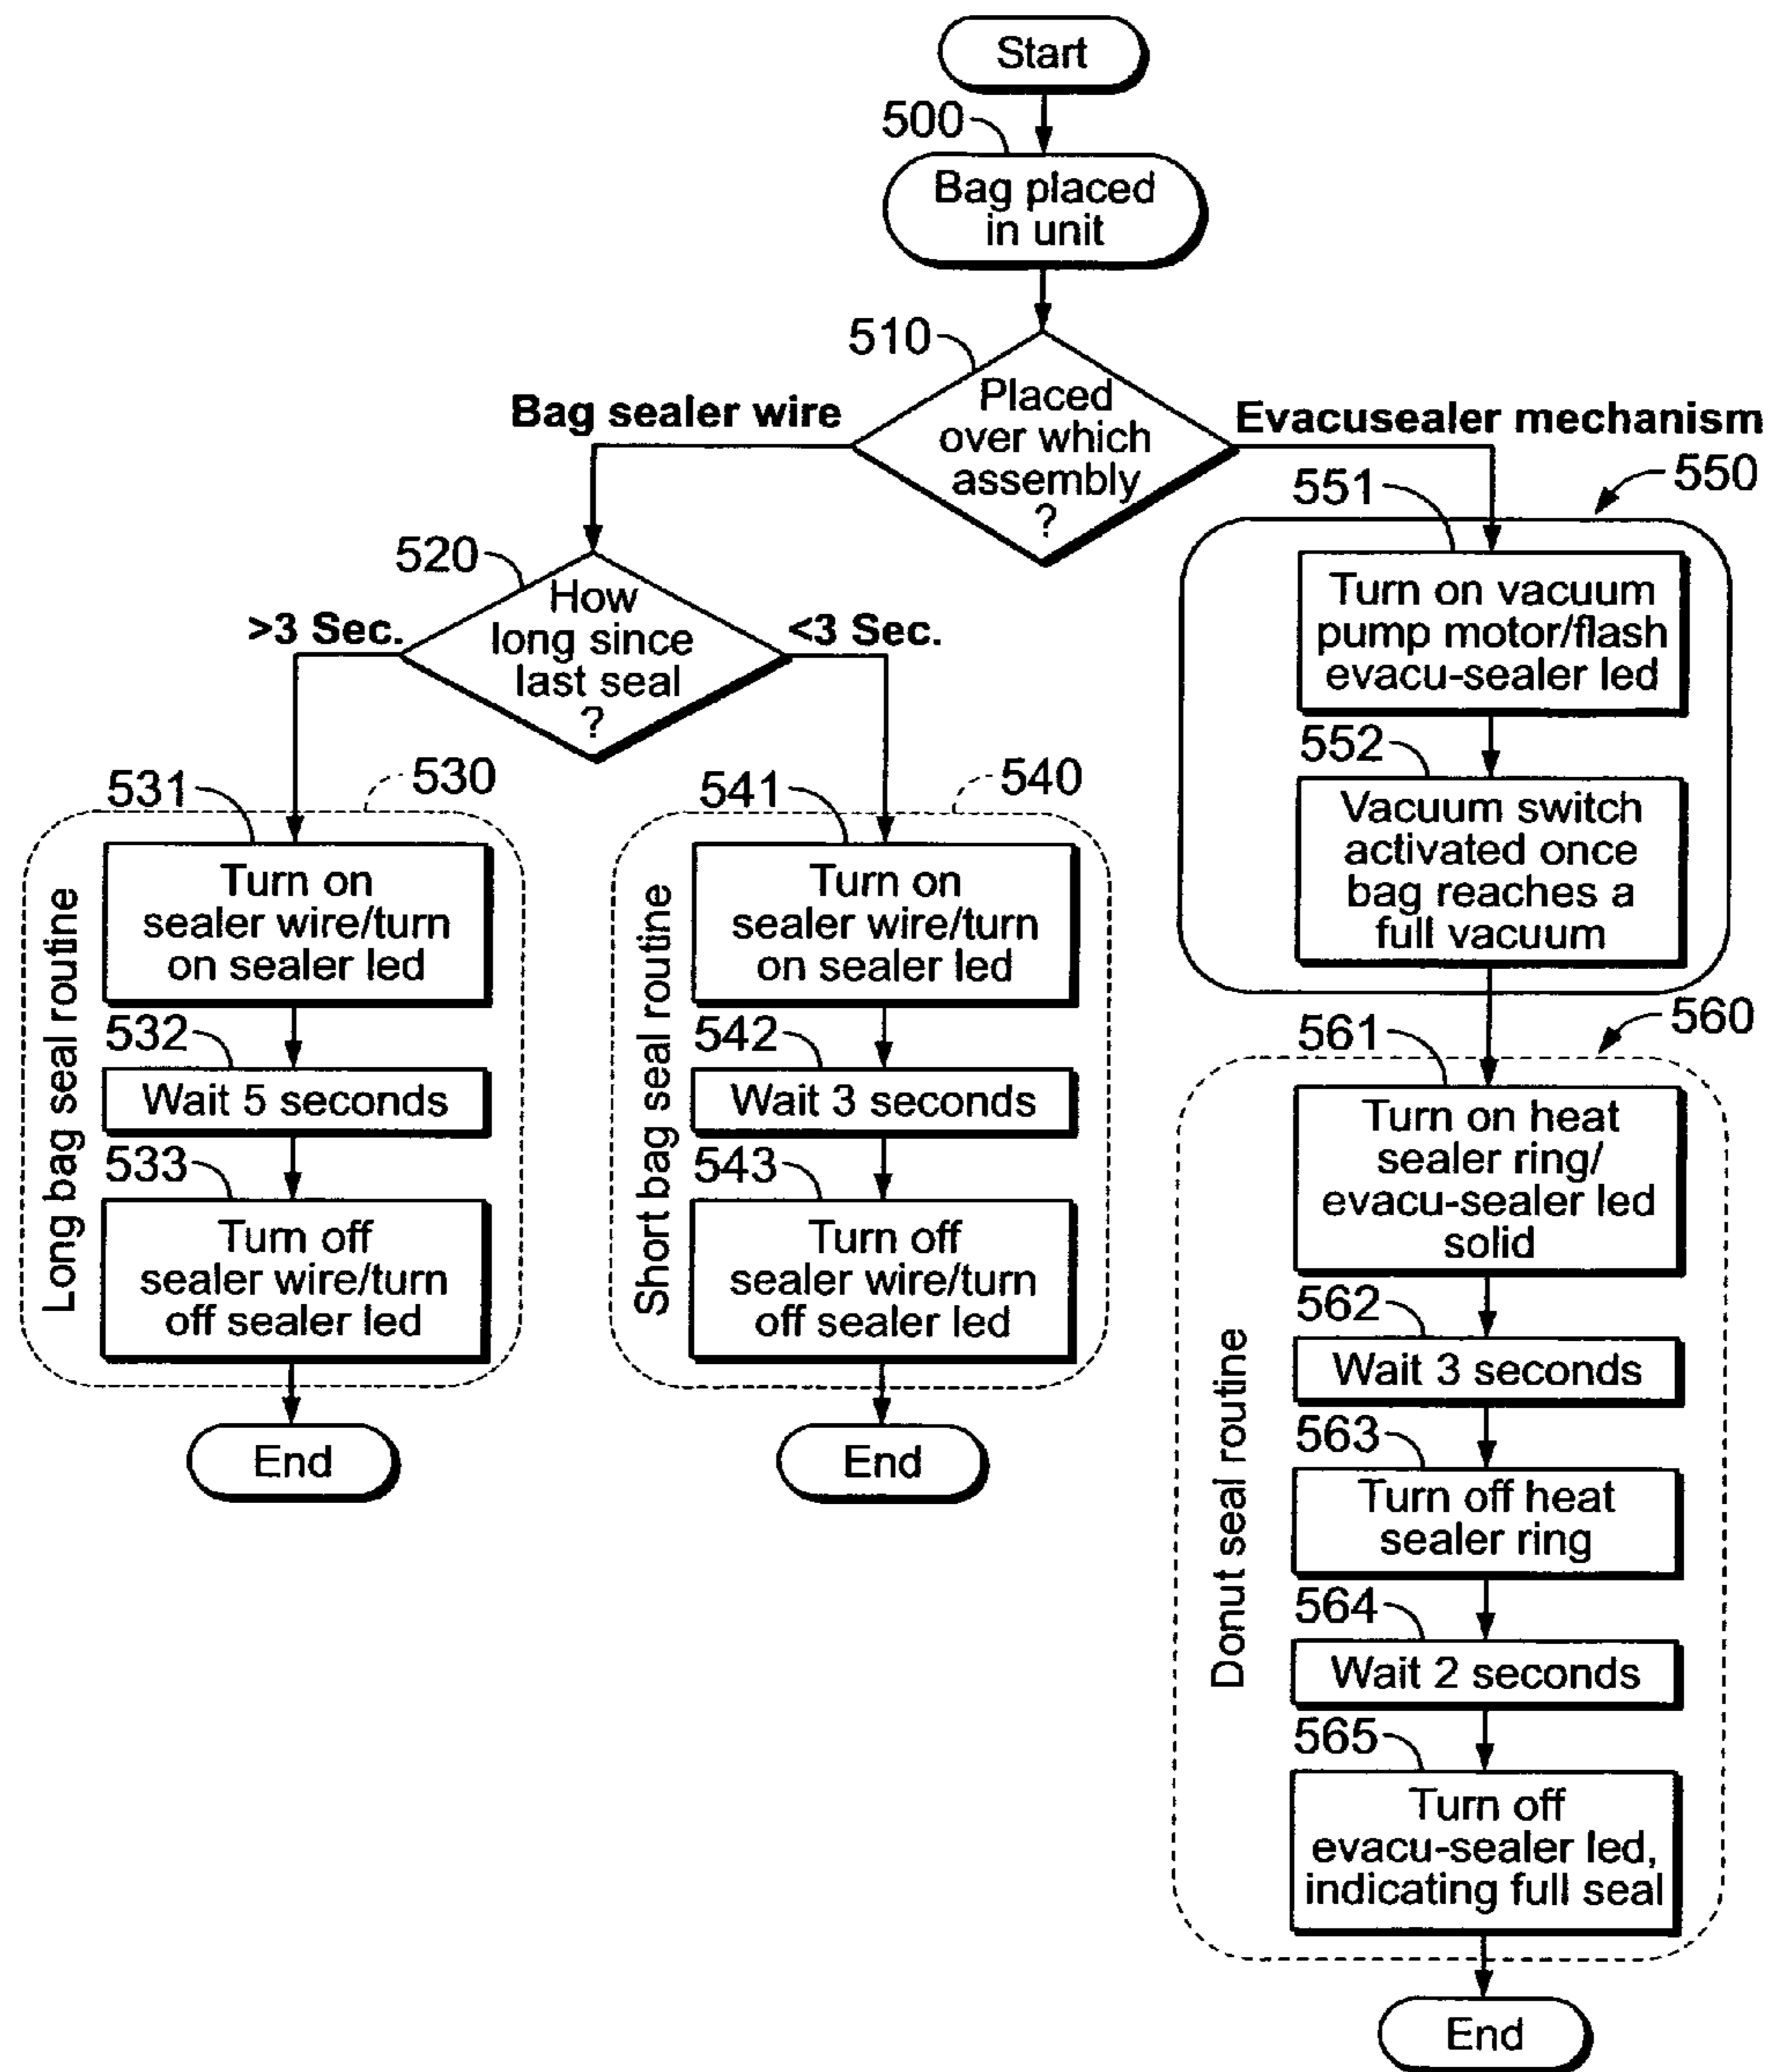 Start
500
Bag placed
in unit
510
Placed
over which
assembly
?
Bag sealer wire
Evacusealer mechanism
520
How
long since
last seal
?
>3 Sec.
<3 Sec.
530
531
Long bag seal routine
Turn on
sealer wire/turn
on sealer led
532
Wait 5 seconds
533
Turn off
sealer wire/turn
off sealer led
End
540
541
Short bag seal routine
Turn on
sealer wire/turn
on sealer led
542
Wait 3 seconds
543
Turn off
sealer wire/turn
off sealer led
End
550
551
Turn on vacuum
pump motor/flash
evacu-sealer led
552
Vacuum switch
activated once
bag reaches a
full vacuum
560
561
Donut seal routine
Turn on heat
sealer ring/
evacu-sealer led
solid
562
Wait 3 seconds
563
Turn off heat
sealer ring
564
Wait 2 seconds
565
Turn off
evacu-sealer led,
indicating full seal
End